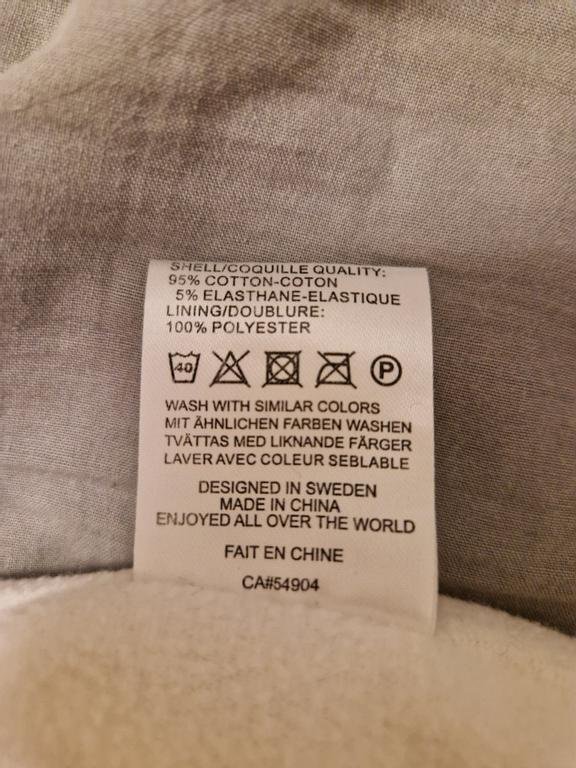 SHELL/COQUILLE QUALITY:
95% COTTON-COTON
5% ELASTHANE-ELASTIQUE
LINING/DOUBLURE:
100% POLYESTER
40 P
WASH WITH SIMILAR COLORS
MIT ÄHNLICHEN FARBEN WASHEN
TVÄTTAS MED LIKNANDE FÄRGER
LAVER AVEC COLEUR SEBLABLE
DESIGNED IN SWEDEN
MADE IN CHINA
ENJOYED ALL OVER THE WORLD
FAIT EN CHINE
CA#54904